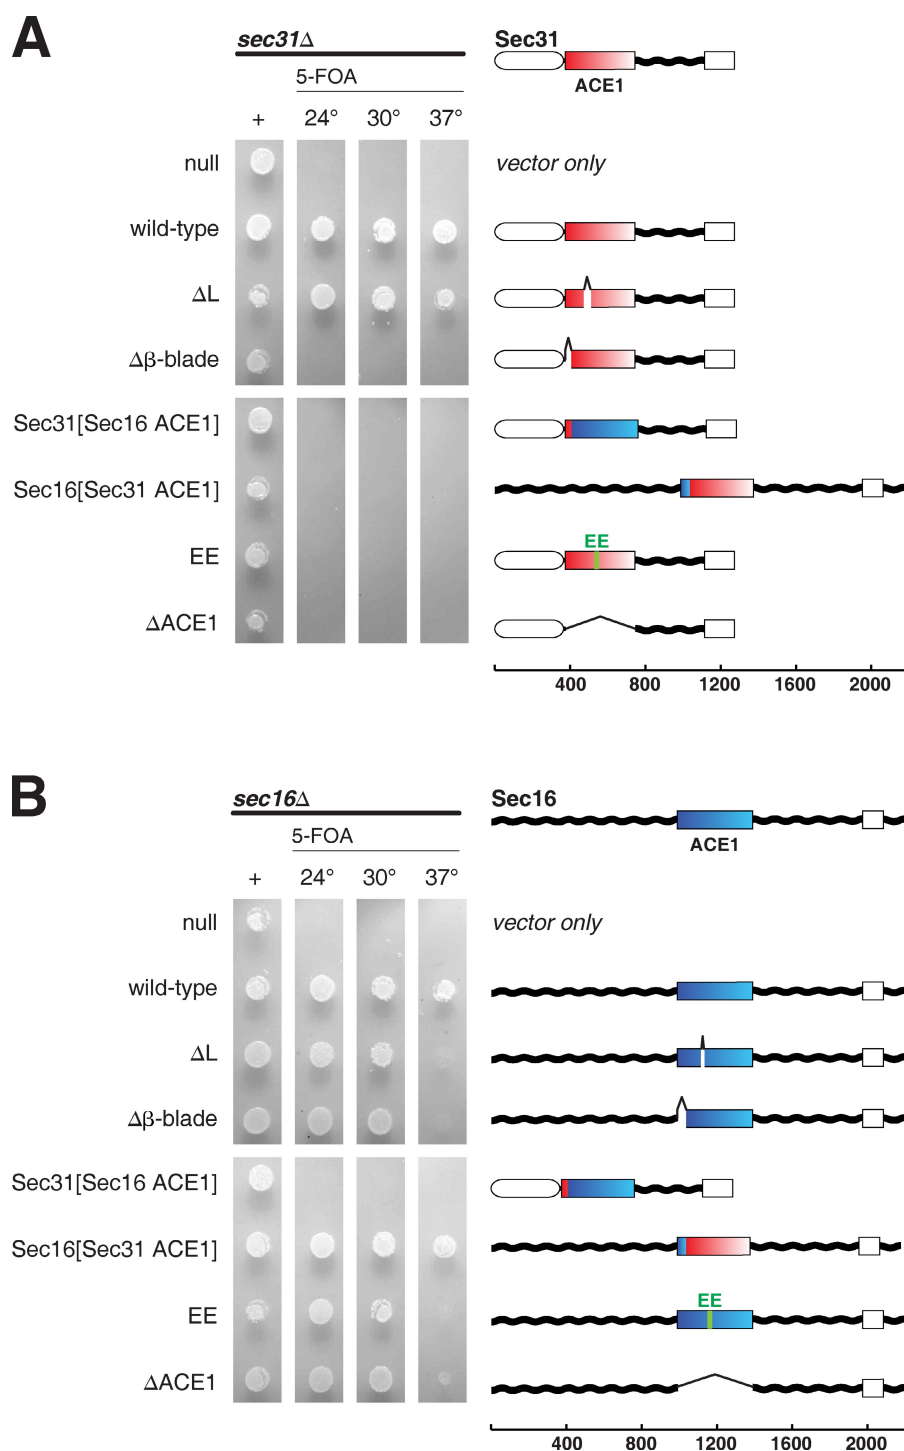 A
sec31Δ
Sec31
5-FOA
ACE1
+ 24° 30° 37°
null
vector only
wild-type
ΔL
Δβ-blade
Sec31[Sec16 ACE1]
Sec16[Sec31 ACE1]
EE
EE
ΔACE1
400 800 1200 1600 2000
B
sec16Δ
Sec16
5-FOA
ACE1
+ 24° 30° 37°
null
vector only
wild-type
ΔL
Δβ-blade
Sec31[Sec16 ACE1]
Sec16[Sec31 ACE1]
EE
EE
ΔACE1
400 800 1200 1600 2000